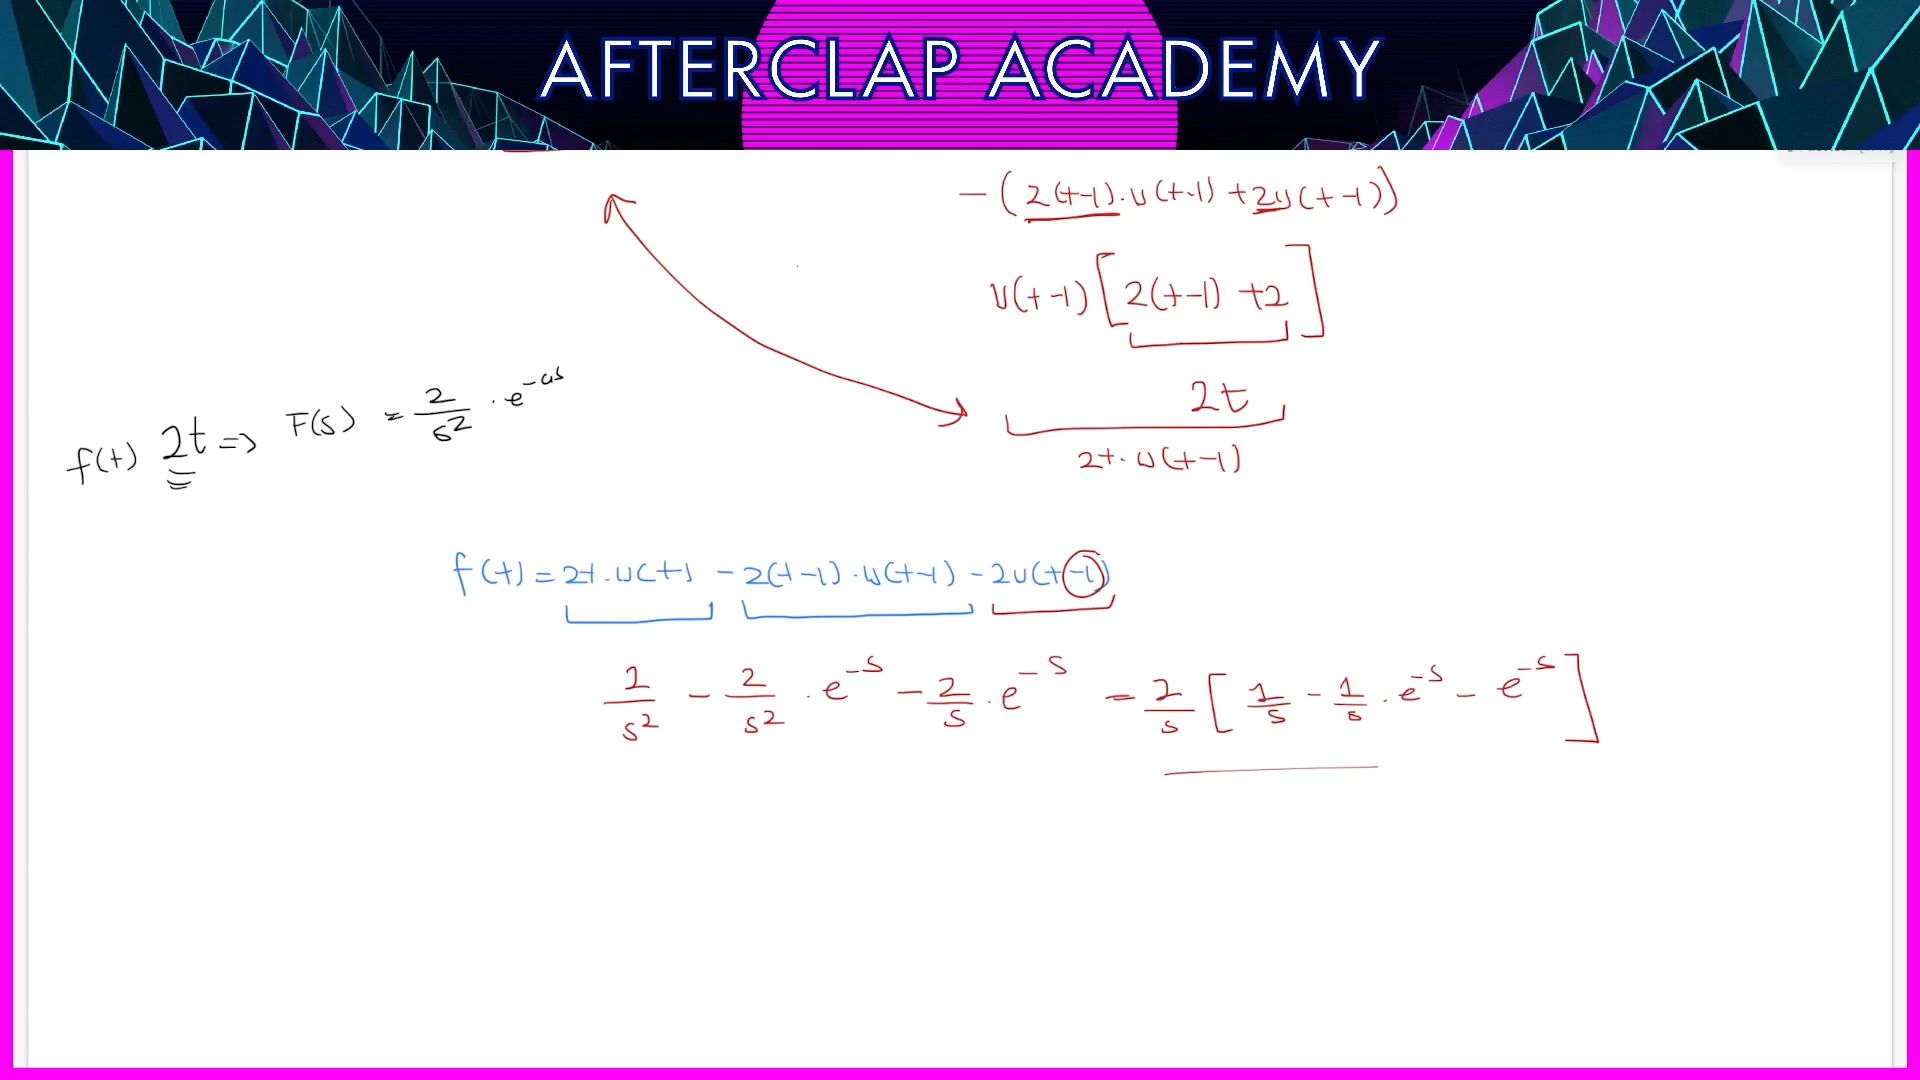 AFTERCLAP ACADEMY
- (2(t-1).u(t-1) + 2u(t-1))
u(t-1) [2(t-1) + 2]
2t
2t. u(t-1)
f(t) 2t => F(s) = 2/s² . e^-as
f(t) = 2t.u(t) - 2(t-1).u(t-1) - 2u(t-1)
2/s² - 2/s² . e^-s - 2/s . e^-s = 2/s [1/s - 1/s . e^-s - e^-s]